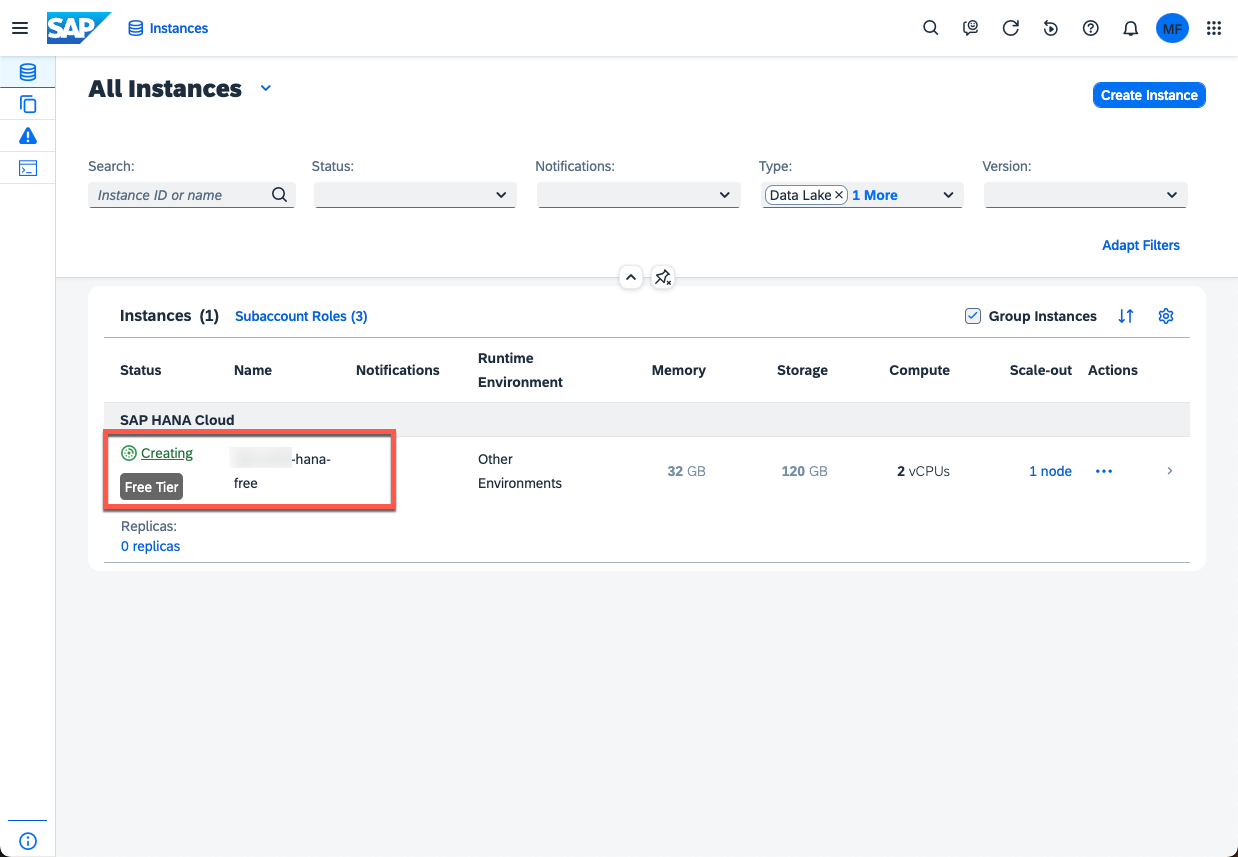 SAP Instances MF
All Instances
Create Instance
Search: Status: Notifications: Type: Version:
Instance ID or name Data Lake 1 More
Adapt Filters
Instances (1) Subaccount Roles (3) Group Instances
Status Name Notifications Runtime Environment Memory Storage Compute Scale-out Actions
SAP HANA Cloud
Creating -hana-free Other Environments 32 GB 120 GB 2 vCPUs 1 node
Free Tier
Replicas:
0 replicas